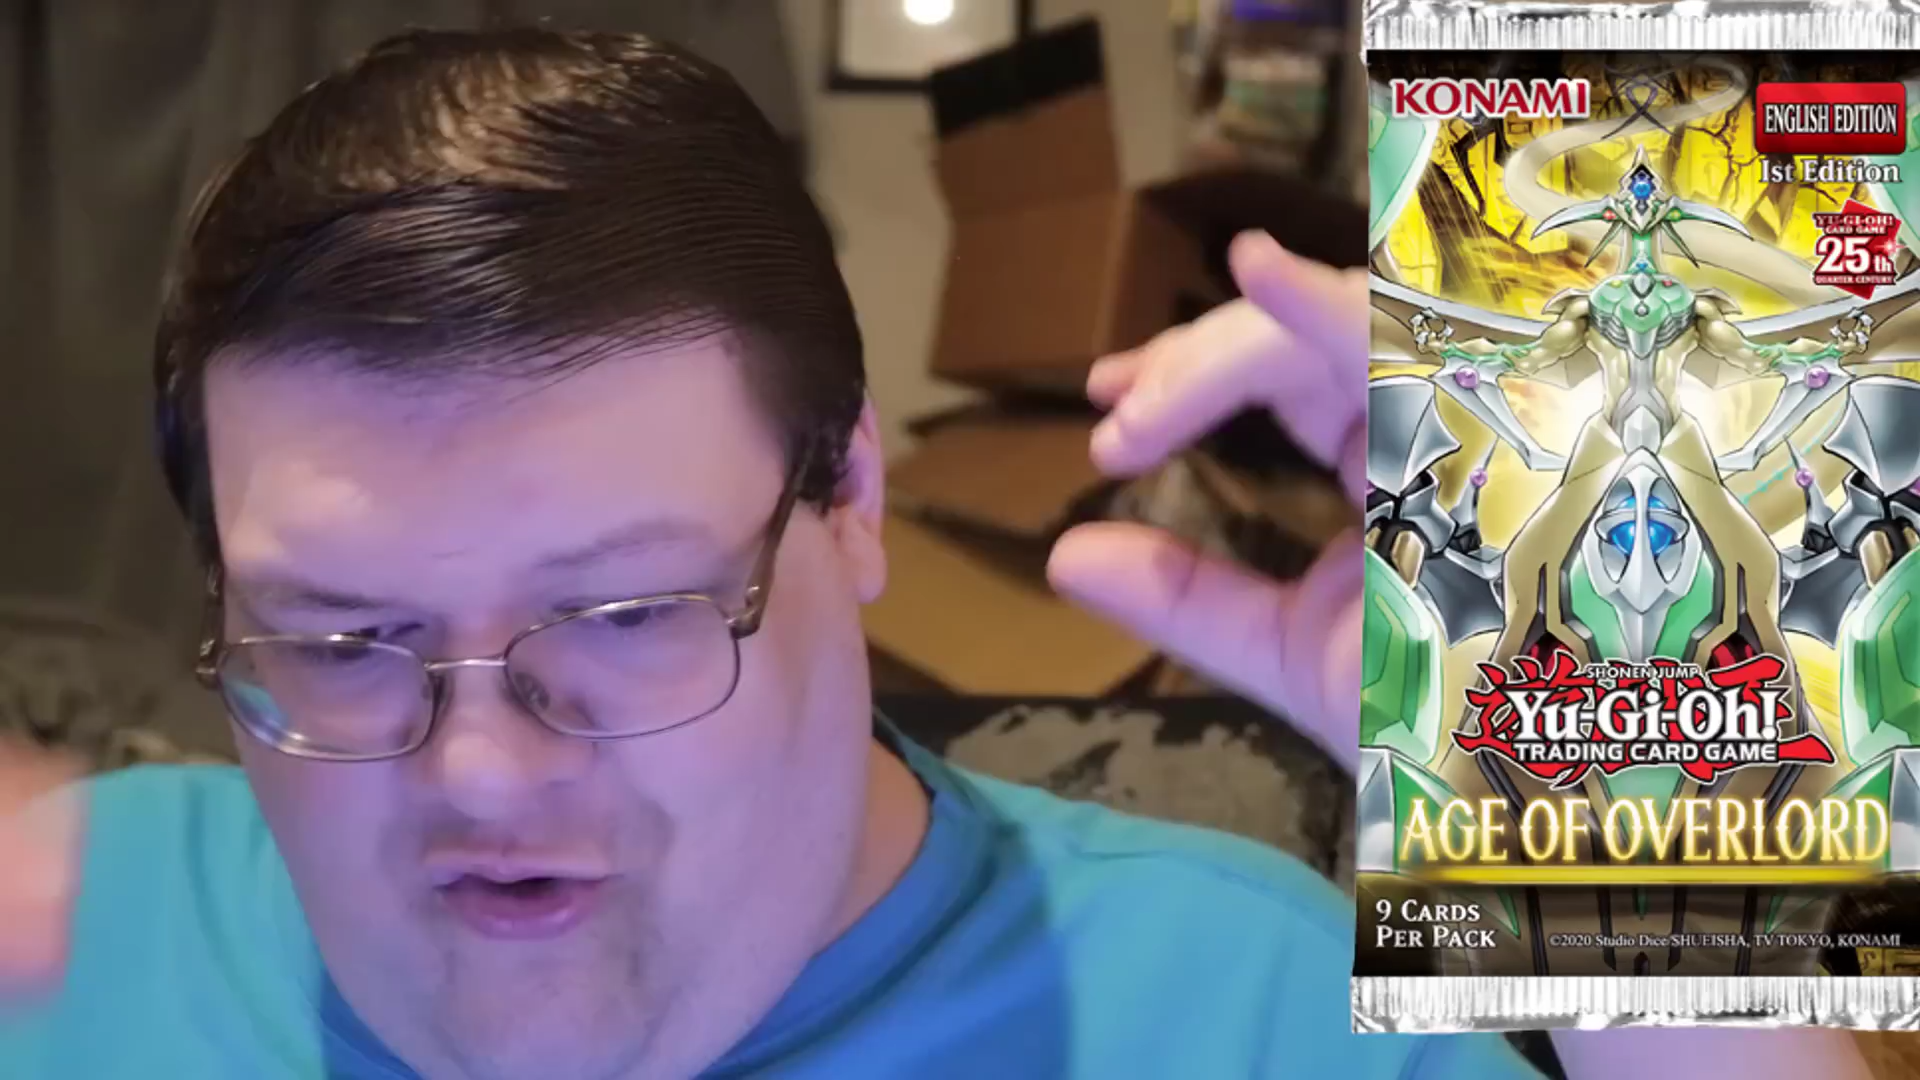 KONAMI
ENGLISH EDITION
1st Edition
YU-GI-OH!
CARD GAME
25th
QUARTER CENTURY
SHONEN JUMP
Yu-Gi-Oh!
TRADING CARD GAME
AGE OF OVERLORD
9 CARDS
PER PACK
©2020 Studio Dice/SHUEISHA, TV TOKYO, KONAMI